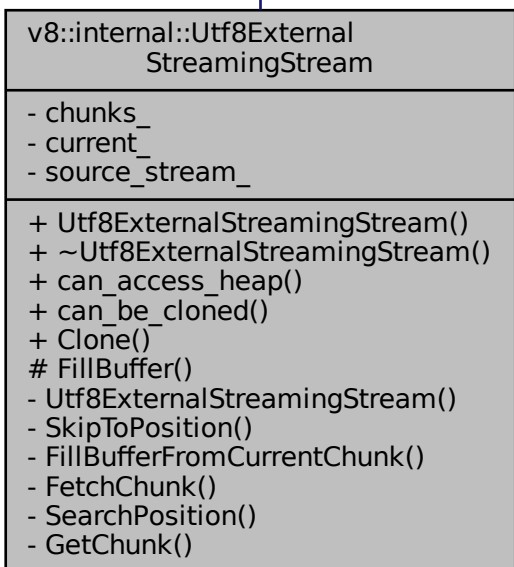 v8::internal::Utf8External
StreamingStream
- chunks_
- current_
- source_stream_
+ Utf8ExternalStreamingStream()
+ ~Utf8ExternalStreamingStream()
+ can_access_heap()
+ can_be_cloned()
+ Clone()
# FillBuffer()
- Utf8ExternalStreamingStream()
- SkipToPosition()
- FillBufferFromCurrentChunk()
- FetchChunk()
- SearchPosition()
- GetChunk()